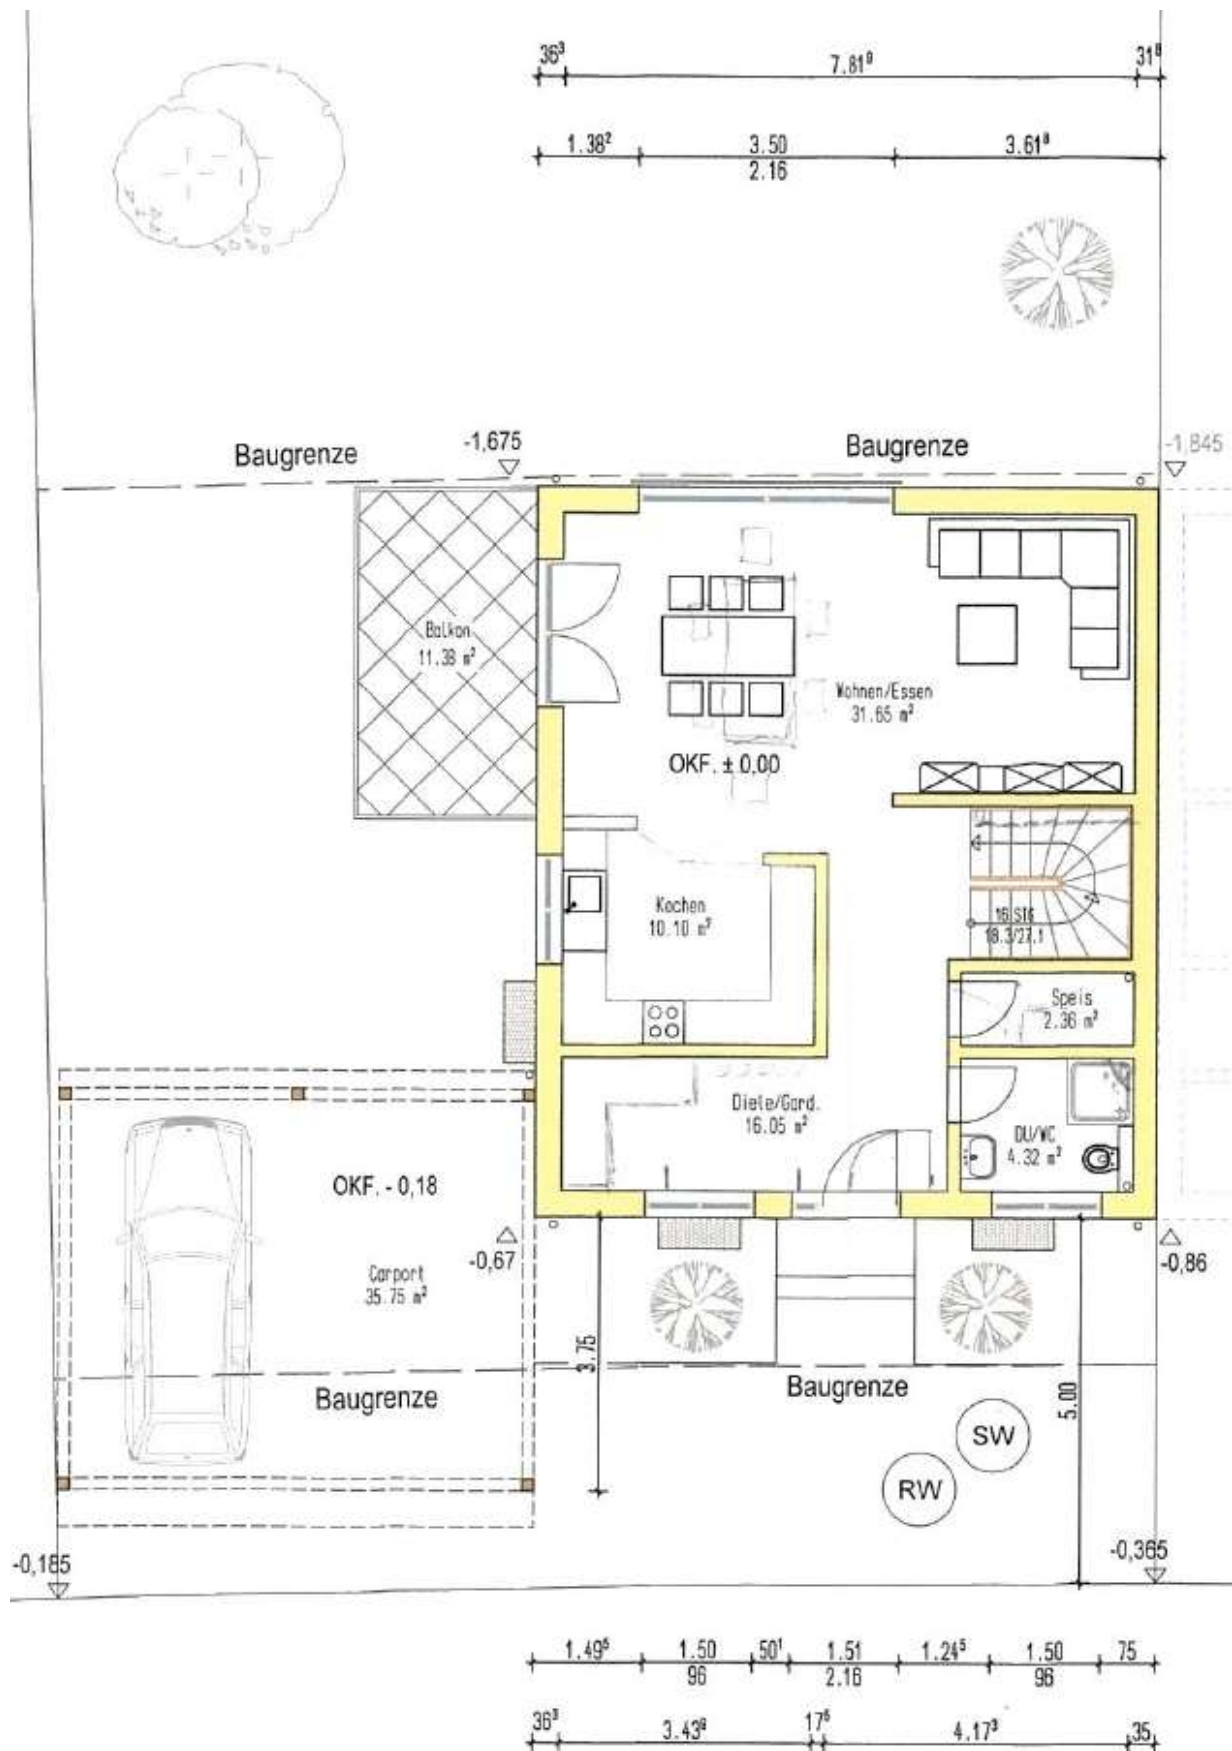 36³ 7.81⁹ 31⁸
1.38² 3.50 3.61⁸
2.16
Baugrenze -1,675 Baugrenze -1,845
Balkon
11.38 m²
Wohnen/Essen
31.65 m²
OKF. ± 0,00
Kochen
10.10 m²
16 STG
18.3/27.1
Speis
2.36 m²
Diele/Gard.
16.05 m²
DU/WC
4.32 m²
OKF. - 0,18
-0,67
-0,86
Carport
35.75 m²
3.75
5.00
Baugrenze
Baugrenze
SW
RW
-0,185
-0,365
1.49⁵ 1.50 50¹ 1.51 1.24⁵ 1.50 75
96 2.16 96
36³ 3.43⁹ 17⁵ 4.17³ 35